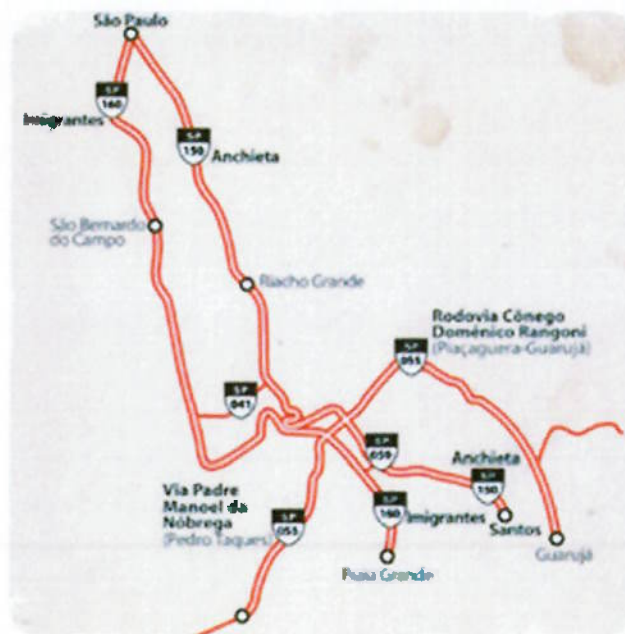 São Paulo
SP
160
Imigrantes
SP
150
Anchieta
São Bernardo
do Campo
Riacho Grande
Rodovia Cônego
Domênico Rangoni
(Piaçaguera-Guarujá)
SP
055
SP
041
SP
059
Anchieta
SP
150
Via Padre
Manoel da
Nóbrega
(Pedro Taques)
SP
055
SP
160
Imigrantes
Santos
Guarujá
Praia Grande